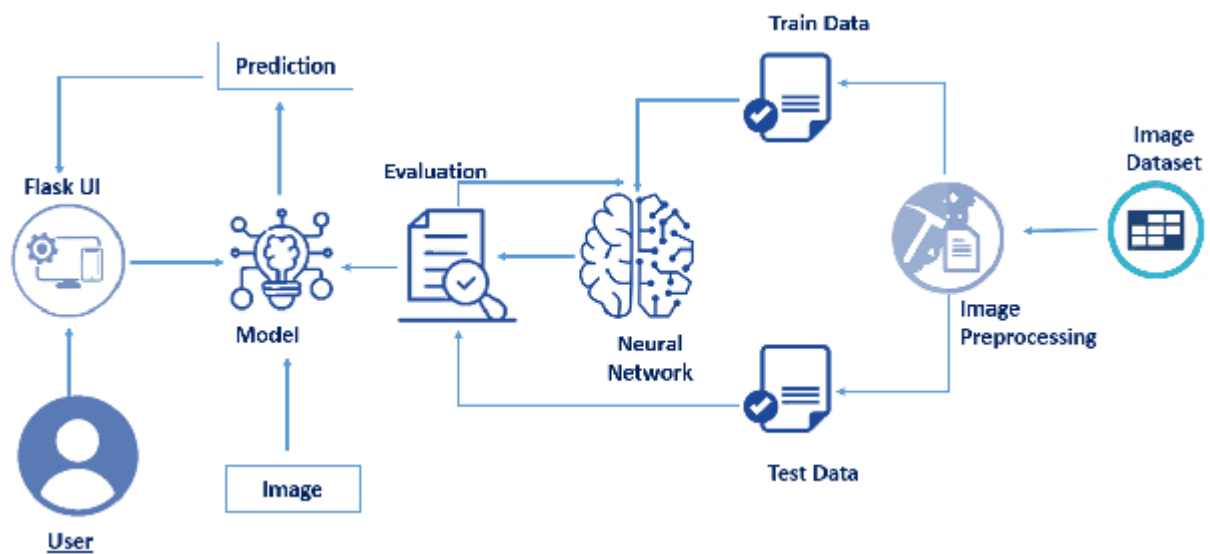 Train Data
Prediction
Image
Dataset
Evaluation
Flask UI
Model
Neural
Network
Image
Preprocessing
Test Data
Image
User